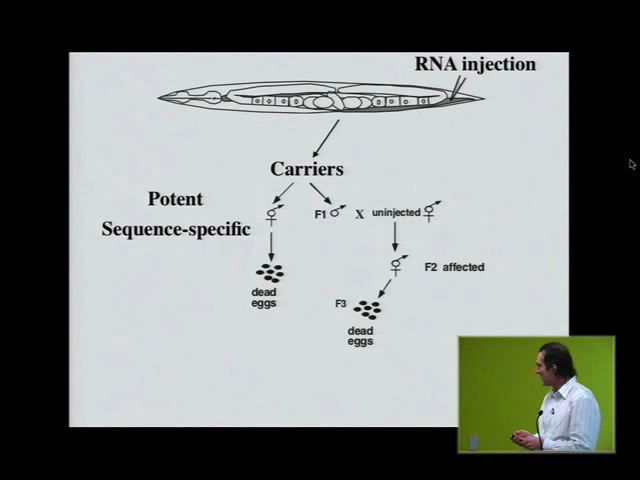 RNA injection
Carriers
Potent
Sequence-specific
F1
X
uninjected
F2 affected
dead
eggs
F3
dead
eggs